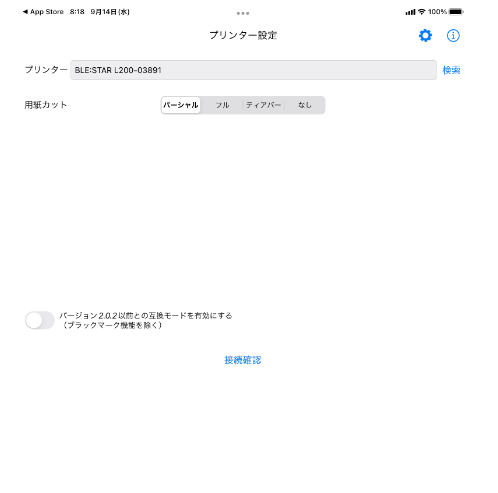 ◀ App Store 8:18 9月14日(水) 100%
プリンター設定
プリンター BLE:STAR L200-03891 検索
用紙カット パーシャル フル ティアバー なし
バージョン2.0.2以前との互換モードを有効にする
（ブラックマーク機能を除く）
接続確認